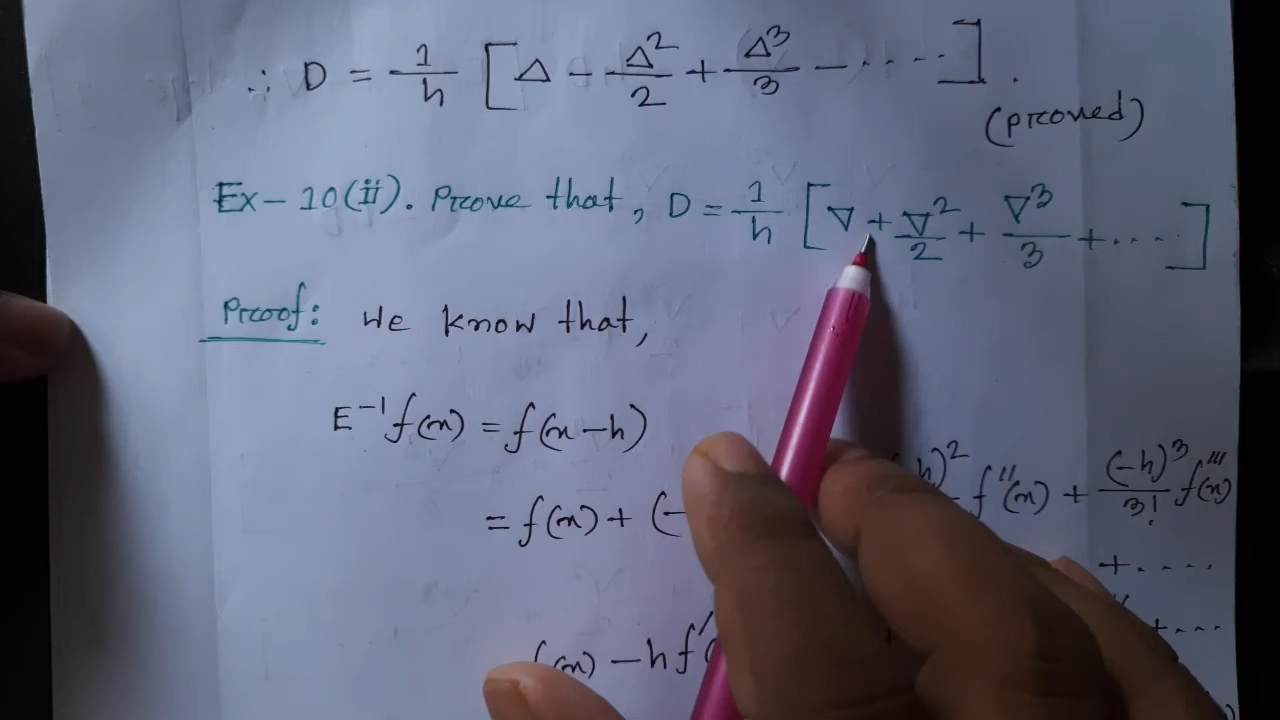 ∴ D = 1/h [Δ − Δ²/2 + Δ³/3 − ....].
(proved)
Ex–10(ii). Prove that, D = 1/h [∇ + ∇²/2 + ∇³/3 + ....]
Proof: We know that,
E⁻¹f(x) = f(x−h)
= f(x) + (− f''(x) + (−h)³/3! f'''(x)
+ ....
f(x) − hf'
+ ...